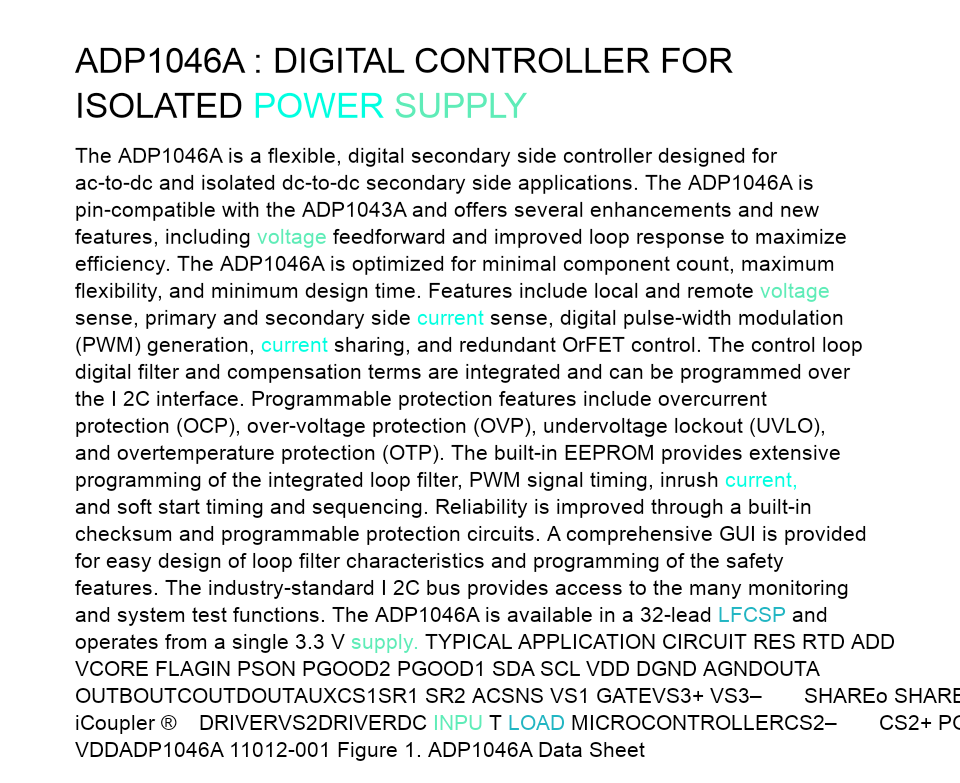 ADP1046A : DIGITAL CONTROLLER FOR
ISOLATED POWER SUPPLY
The ADP1046A is a flexible, digital secondary side controller designed for
ac-to-dc and isolated dc-to-dc secondary side applications. The ADP1046A is
pin-compatible with the ADP1043A and offers several enhancements and new
features, including voltage feedforward and improved loop response to maximize
efficiency. The ADP1046A is optimized for minimal component count, maximum
flexibility, and minimum design time. Features include local and remote voltage
sense, primary and secondary side current sense, digital pulse-width modulation
(PWM) generation, current sharing, and redundant OrFET control. The control loop
digital filter and compensation terms are integrated and can be programmed over
the I 2C interface. Programmable protection features include overcurrent
protection (OCP), over-voltage protection (OVP), undervoltage lockout (UVLO),
and overtemperature protection (OTP). The built-in EEPROM provides extensive
programming of the integrated loop filter, PWM signal timing, inrush current,
and soft start timing and sequencing. Reliability is improved through a built-in
checksum and programmable protection circuits. A comprehensive GUI is provided
for easy design of loop filter characteristics and programming of the safety
features. The industry-standard I 2C bus provides access to the many monitoring
and system test functions. The ADP1046A is available in a 32-lead LFCSP and
operates from a single 3.3 V supply. TYPICAL APPLICATION CIRCUIT RES RTD ADD
VCORE FLAGIN PSON PGOOD2 PGOOD1 SDA SCL VDD DGND AGNDOUTA
OUTBOUTCOUTDOUTAUXCS1SR1 SR2 ACSNS VS1 GATEVS3+ VS3– SHAREo SHARE
iCoupler ® DRIVERVS2DRIVERDC INPU T LOAD MICROCONTROLLERCS2– CS2+ PG
VDDADP1046A 11012-001 Figure 1. ADP1046A Data Sheet